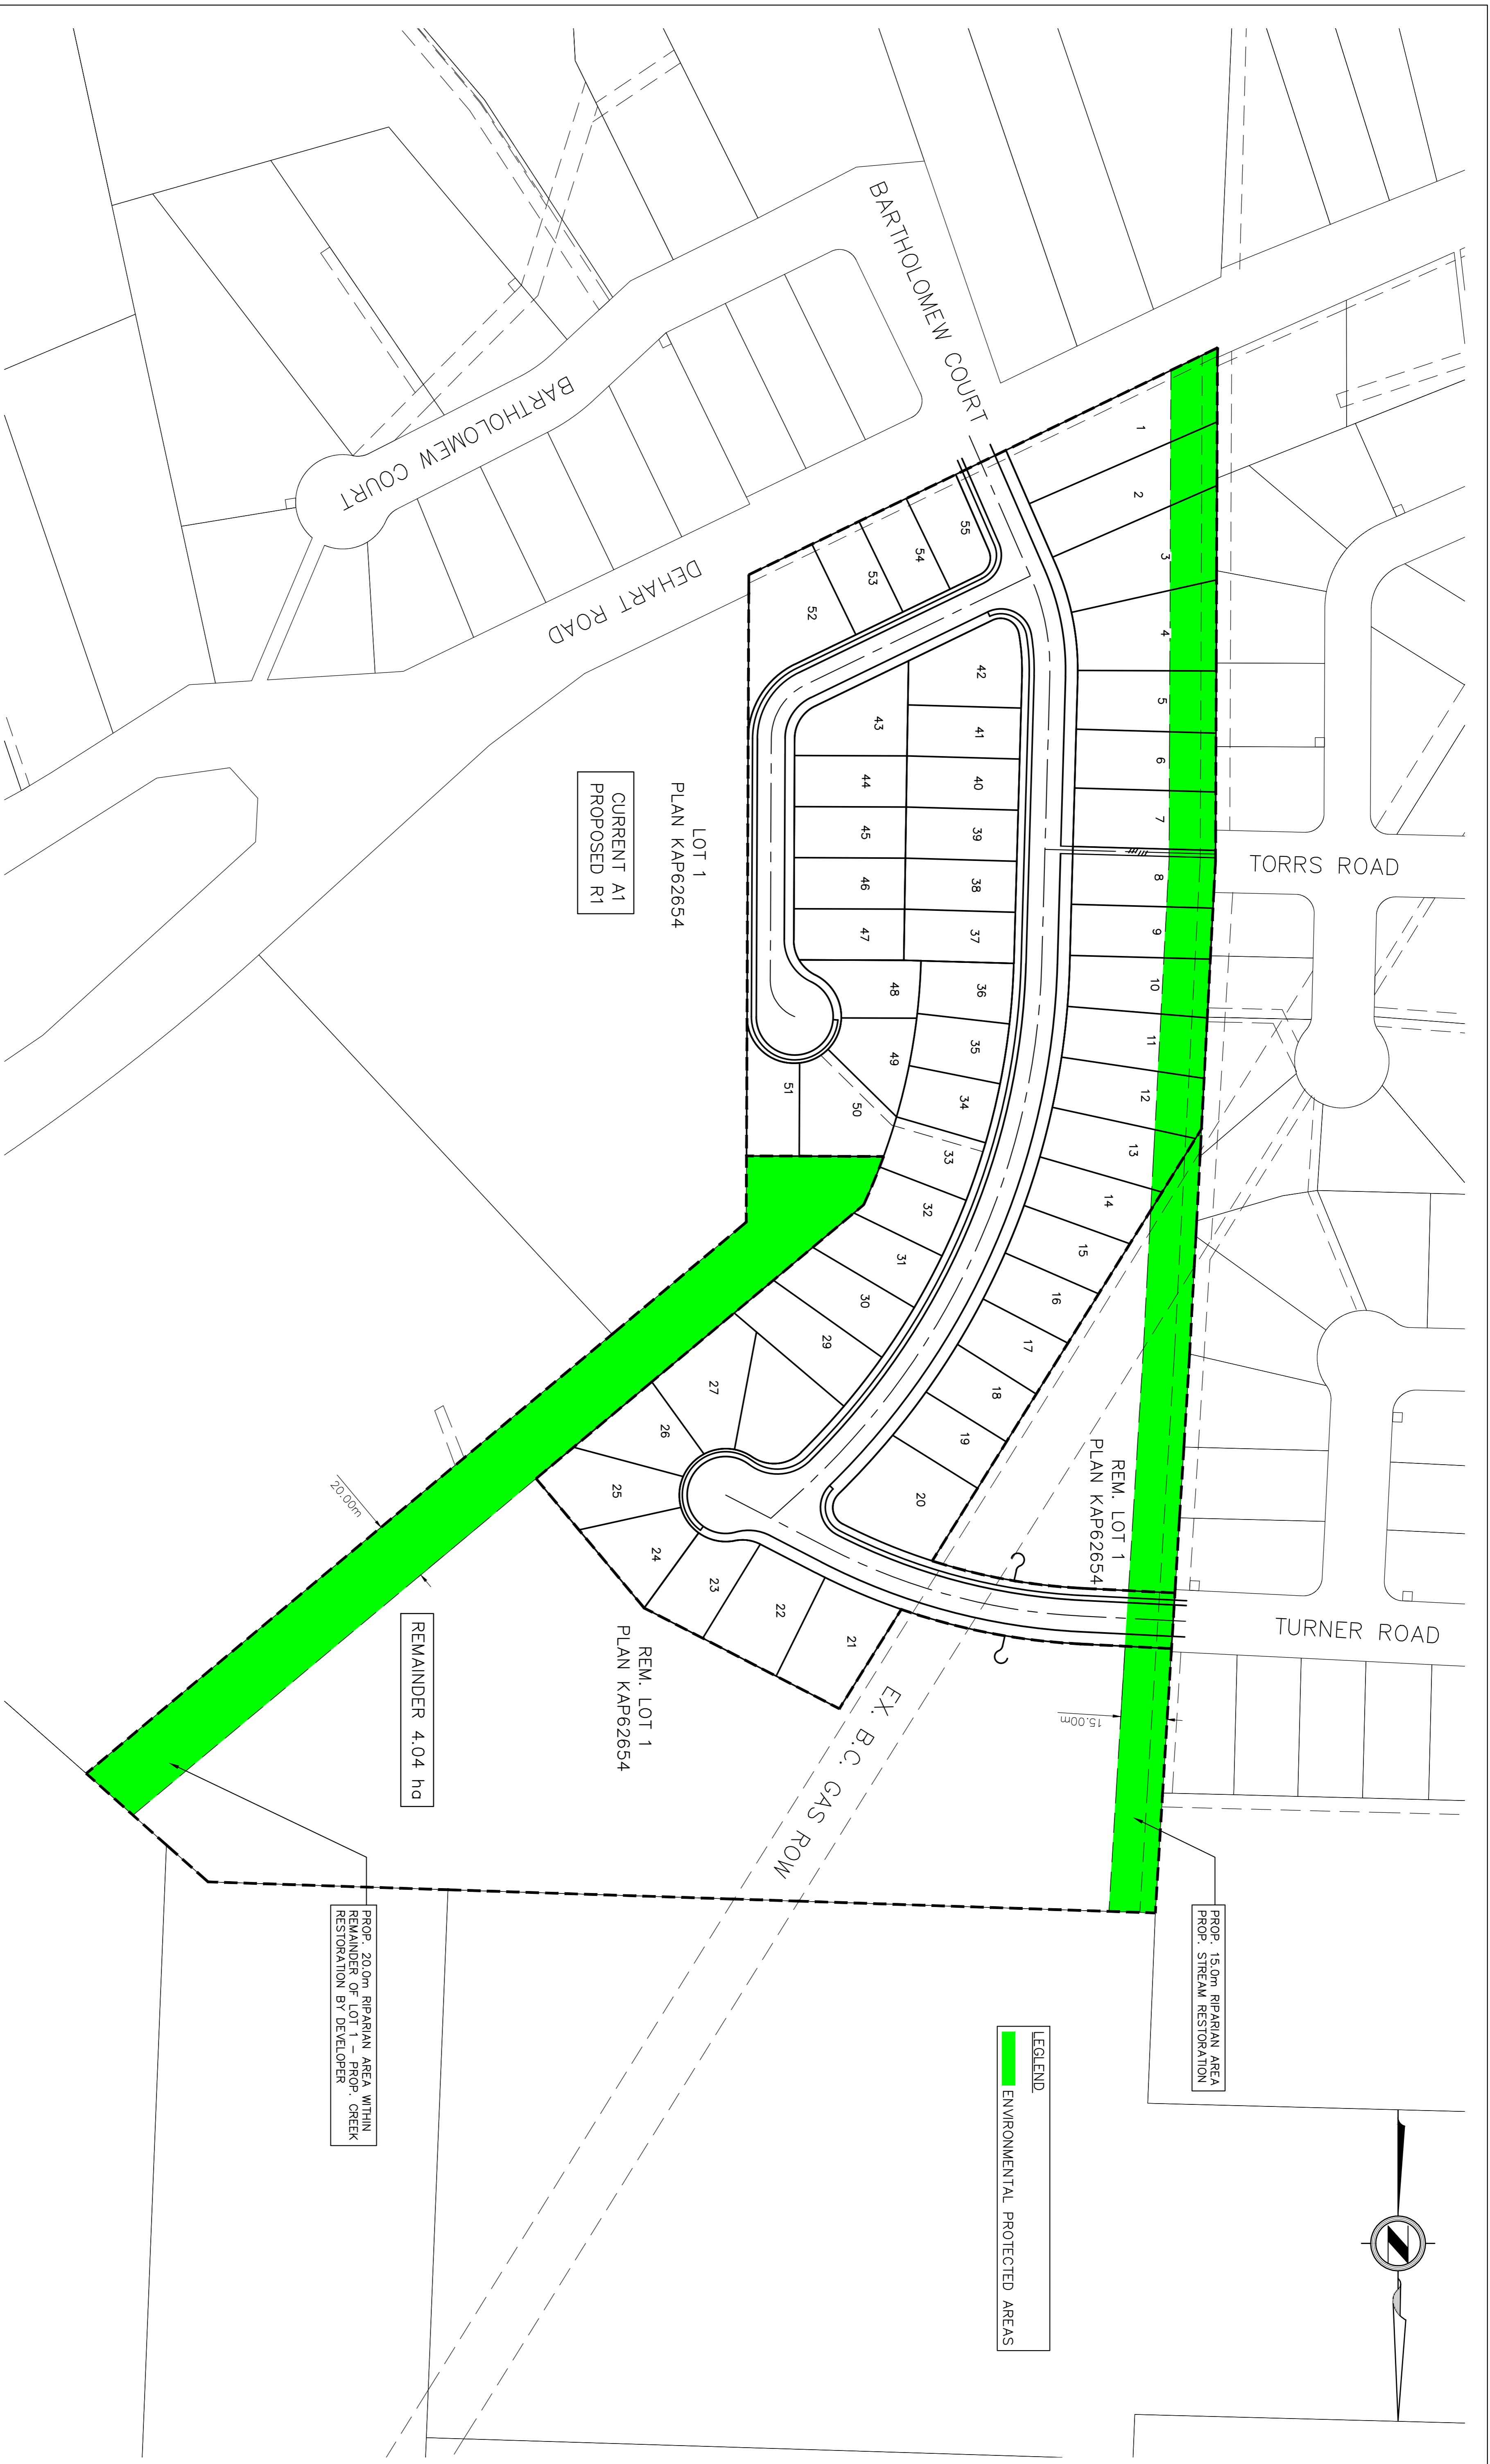 BARTHOLOMEW COURT
BARTHOLOMEW COURT
DEHART ROAD
TORRS ROAD
TURNER ROAD
1
2
3
4
5
6
7
8
9
10
11
12
13
14
15
16
17
18
19
20
21
22
23
24
25
26
27
29
30
31
32
33
34
35
36
37
38
39
40
41
42
43
44
45
46
47
48
49
50
51
52
53
54
55
LOT 1
PLAN KAP62654
CURRENT A1
PROPOSED R1
REM. LOT 1
PLAN KAP62654
REM. LOT 1
PLAN KAP62654
REMAINDER 4.04 ha
EX. B.C. GAS ROW
20.00m
15.00m
PROP. 15.0m RIPARIAN AREA
PROP. STREAM RESTORATION
PROP. 20.0m RIPARIAN AREA WITHIN
REMAINDER OF LOT 1 – PROP. CREEK
RESTORATION BY DEVELOPER
LEGLEND
ENVIRONMENTAL PROTECTED AREAS
N